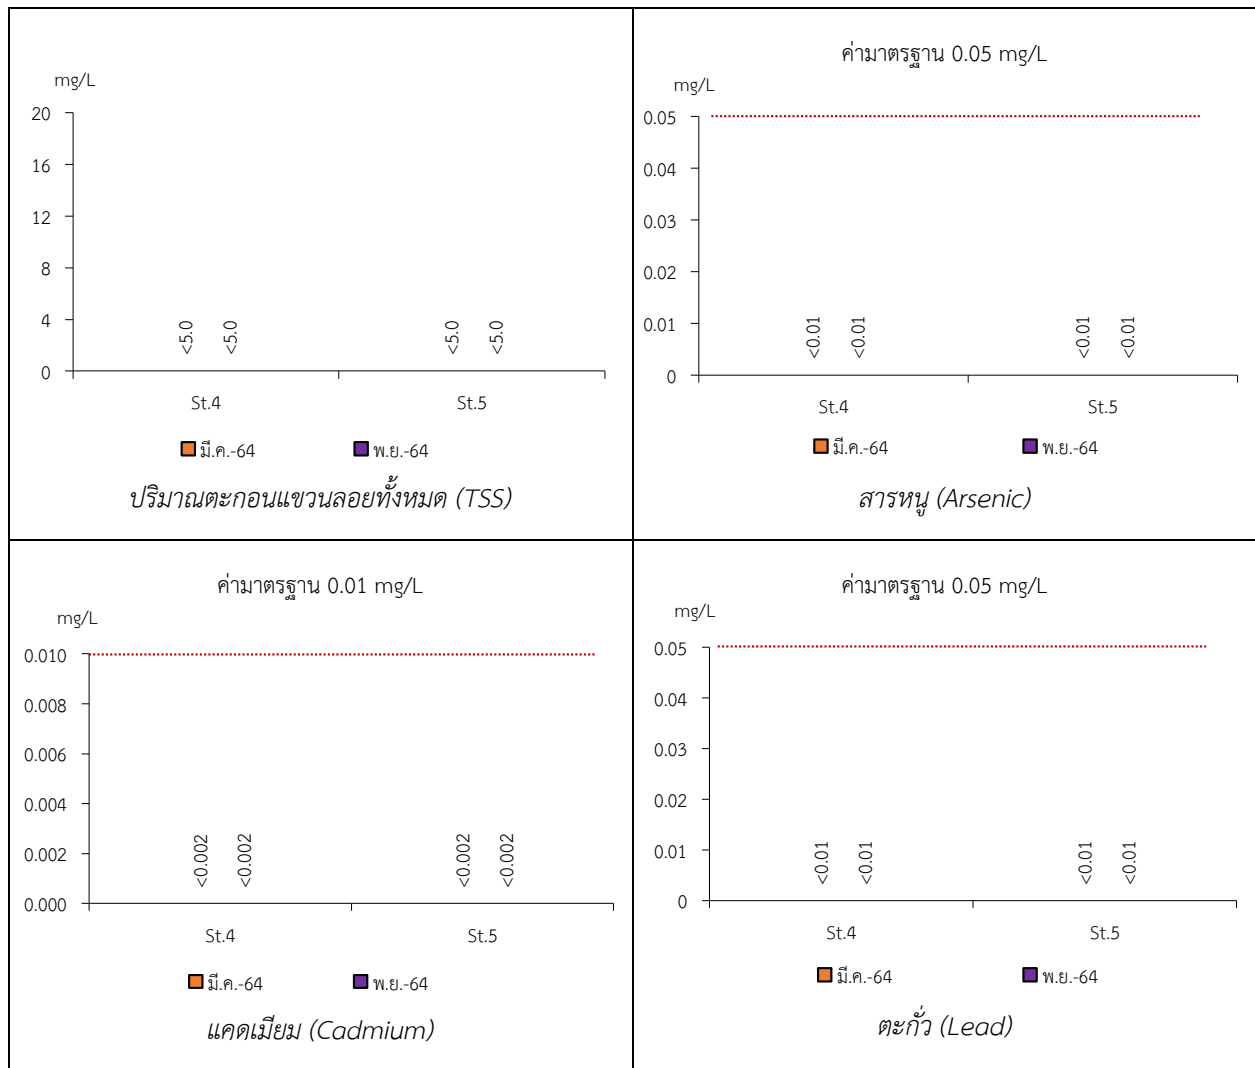 mg/L
20
16
12
8
4
0
<5.0 <5.0 <5.0 <5.0
St.4 St.5
มี.ค.-64 พ.ย.-64
ปริมาณตะกอนแขวนลอยทั้งหมด (TSS)
ค่ามาตรฐาน 0.05 mg/L
mg/L
0.05
0.04
0.03
0.02
0.01
0
<0.01 <0.01 <0.01 <0.01
St.4 St.5
มี.ค.-64 พ.ย.-64
สารหนู (Arsenic)
ค่ามาตรฐาน 0.01 mg/L
mg/L
0.010
0.008
0.006
0.004
0.002
0.000
<0.002 <0.002 <0.002 <0.002
St.4 St.5
มี.ค.-64 พ.ย.-64
แคดเมียม (Cadmium)
ค่ามาตรฐาน 0.05 mg/L
mg/L
0.05
0.04
0.03
0.02
0.01
0
<0.01 <0.01 <0.01 <0.01
St.4 St.5
มี.ค.-64 พ.ย.-64
ตะกั่ว (Lead)